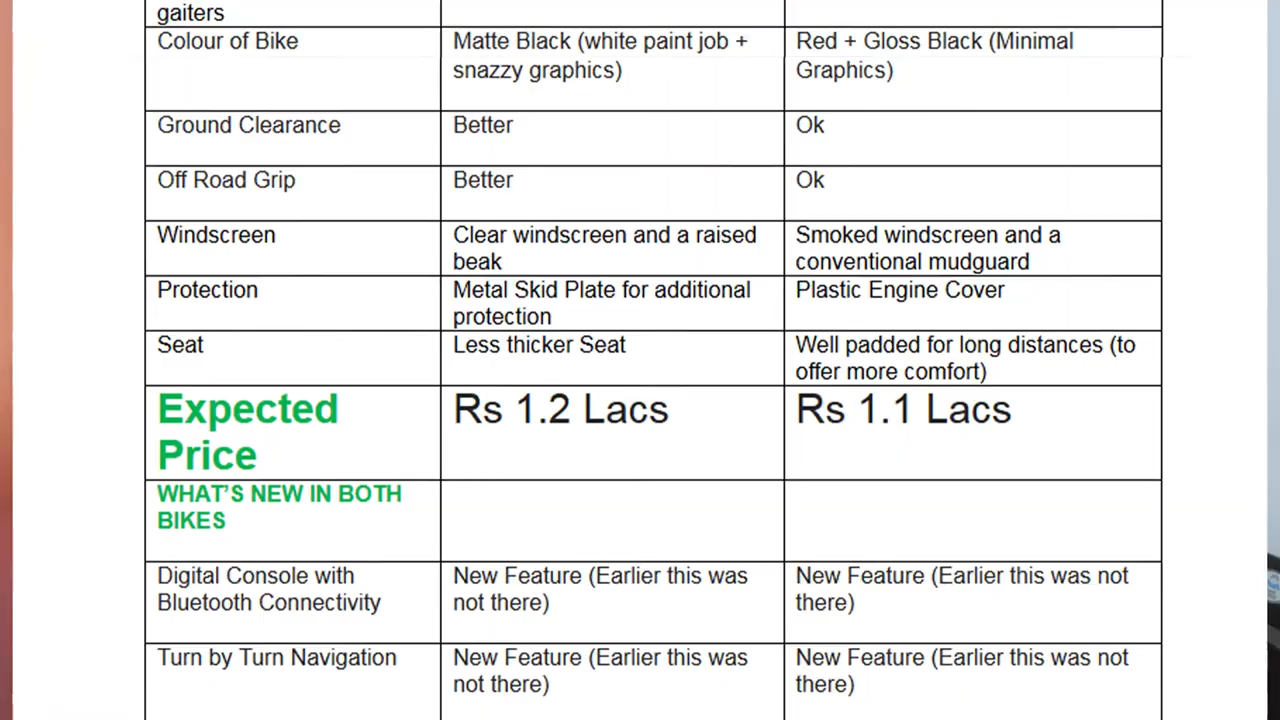 gaiters
Colour of Bike
Matte Black (white paint job +
snazzy graphics)
Red + Gloss Black (Minimal
Graphics)
Ground Clearance
Better
Ok
Off Road Grip
Better
Ok
Windscreen
Clear windscreen and a raised
beak
Smoked windscreen and a
conventional mudguard
Protection
Metal Skid Plate for additional
protection
Plastic Engine Cover
Seat
Less thicker Seat
Well padded for long distances (to
offer more comfort)
Expected
Price
Rs 1.2 Lacs
Rs 1.1 Lacs
WHAT'S NEW IN BOTH
BIKES
Digital Console with
Bluetooth Connectivity
New Feature (Earlier this was
not there)
New Feature (Earlier this was not
there)
Turn by Turn Navigation
New Feature (Earlier this was
not there)
New Feature (Earlier this was not
there)